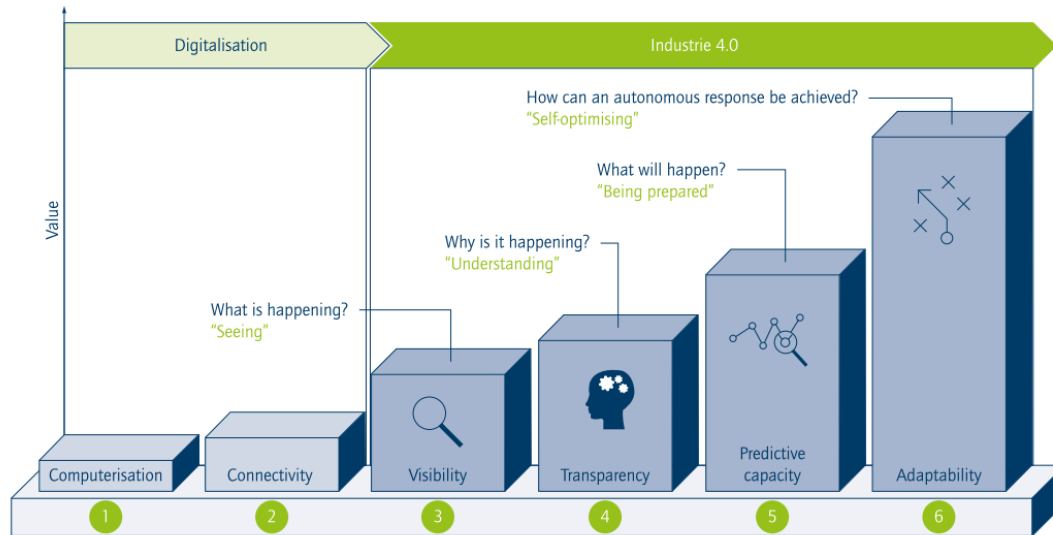 Digitalisation
Industrie 4.0
Value
How can an autonomous response be achieved?
"Self-optimising"
What will happen?
"Being prepared"
Why is it happening?
"Understanding"
What is happening?
"Seeing"
Computerisation
Connectivity
Visibility
Transparency
Predictive
capacity
Adaptability
1
2
3
4
5
6